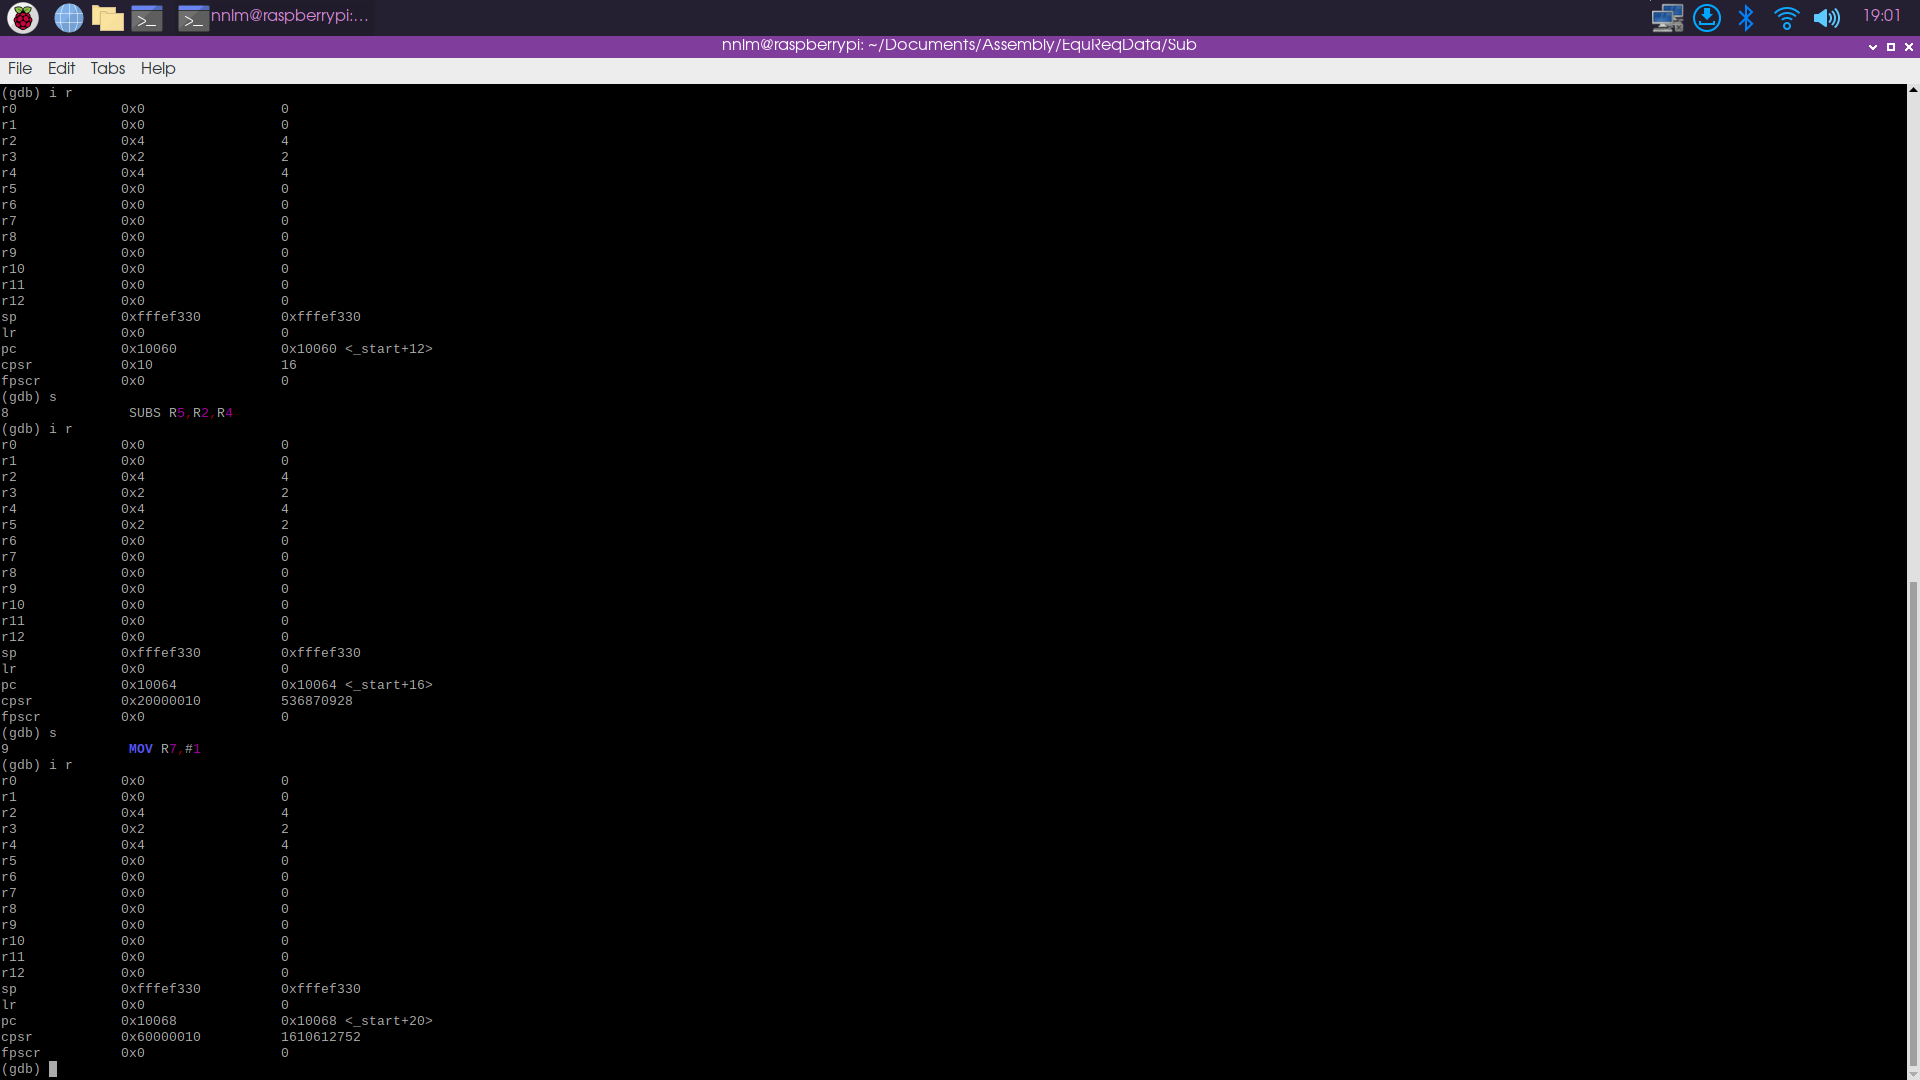 nnlm@raspberrypi:...
19:01
nnlm@raspberrypi: ~/Documents/Assembly/EquReqData/Sub
File Edit Tabs Help
(gdb) i r
r0 0x0 0
r1 0x0 0
r2 0x4 4
r3 0x2 2
r4 0x4 4
r5 0x0 0
r6 0x0 0
r7 0x0 0
r8 0x0 0
r9 0x0 0
r10 0x0 0
r11 0x0 0
r12 0x0 0
sp 0xfffef330 0xfffef330
lr 0x0 0
pc 0x10060 0x10060 <_start+12>
cpsr 0x10 16
fpscr 0x0 0
(gdb) s
8 SUBS R5,R2,R4
(gdb) i r
r0 0x0 0
r1 0x0 0
r2 0x4 4
r3 0x2 2
r4 0x4 4
r5 0x2 2
r6 0x0 0
r7 0x0 0
r8 0x0 0
r9 0x0 0
r10 0x0 0
r11 0x0 0
r12 0x0 0
sp 0xfffef330 0xfffef330
lr 0x0 0
pc 0x10064 0x10064 <_start+16>
cpsr 0x20000010 536870928
fpscr 0x0 0
(gdb) s
9 MOV R7,#1
(gdb) i r
r0 0x0 0
r1 0x0 0
r2 0x4 4
r3 0x2 2
r4 0x4 4
r5 0x0 0
r6 0x0 0
r7 0x0 0
r8 0x0 0
r9 0x0 0
r10 0x0 0
r11 0x0 0
r12 0x0 0
sp 0xfffef330 0xfffef330
lr 0x0 0
pc 0x10068 0x10068 <_start+20>
cpsr 0x60000010 1610612752
fpscr 0x0 0
(gdb)